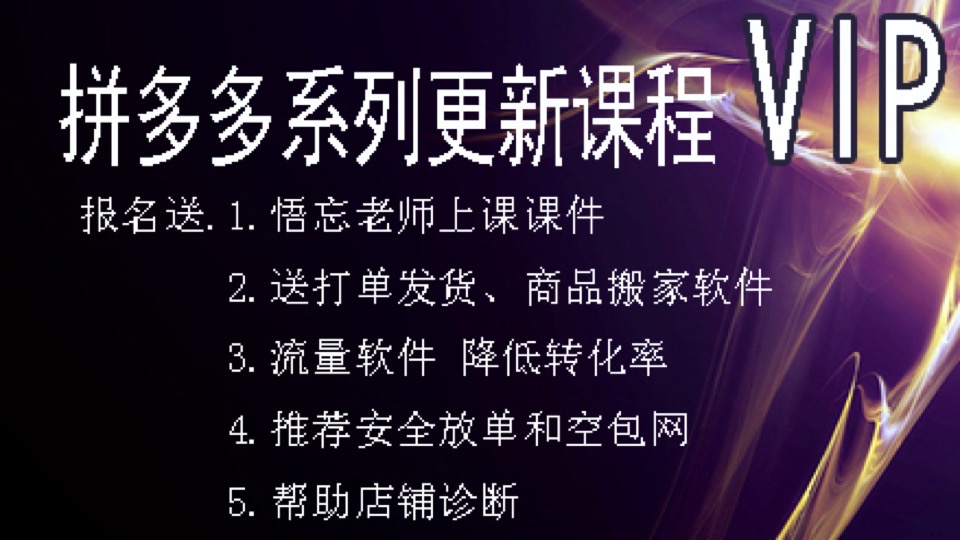 拼多多系列更新课程 VIP
报名送.1.悟忘老师上课课件
2.送打单发货、商品搬家软件
3.流量软件 降低转化率
4.推荐安全放单和空包网
5.帮助店铺诊断